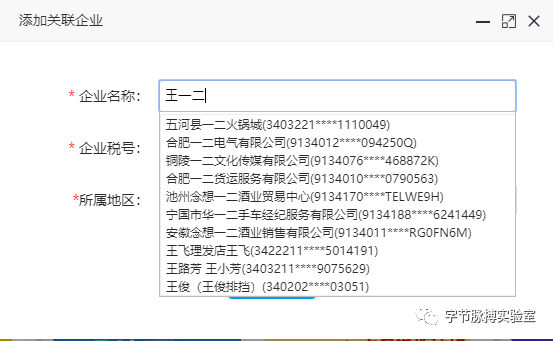 添加关联企业
* 企业名称： 王一二
五河县一二火锅城(3403221****1110049)
合肥一二电气有限公司(9134012****094250Q)
* 企业税号：
铜陵一二文化传媒有限公司(9134076****468872K)
合肥一二货运服务有限公司(9134010****0790563)
*所属地区：
池州念想一二酒业贸易中心(9134170****TELWE9H)
宁国市华一二手车经纪服务有限公司(9134188****6241449)
安徽念想一二酒业销售有限公司(9134011****RG0FN6M)
王飞理发店王飞(3422211****5014191)
王路芳 王小芳(3403211****9075629)
王俊（王俊排挡）(340202****03051)
字节脉搏实验室